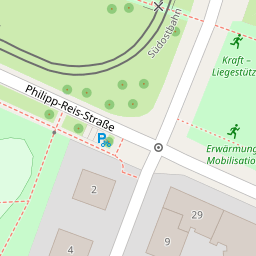 Südostbahn
Kraft –
Liegestütz
Philipp-Reis-Straße
P
Erwärmung
Mobilisatio
2
29
4
9